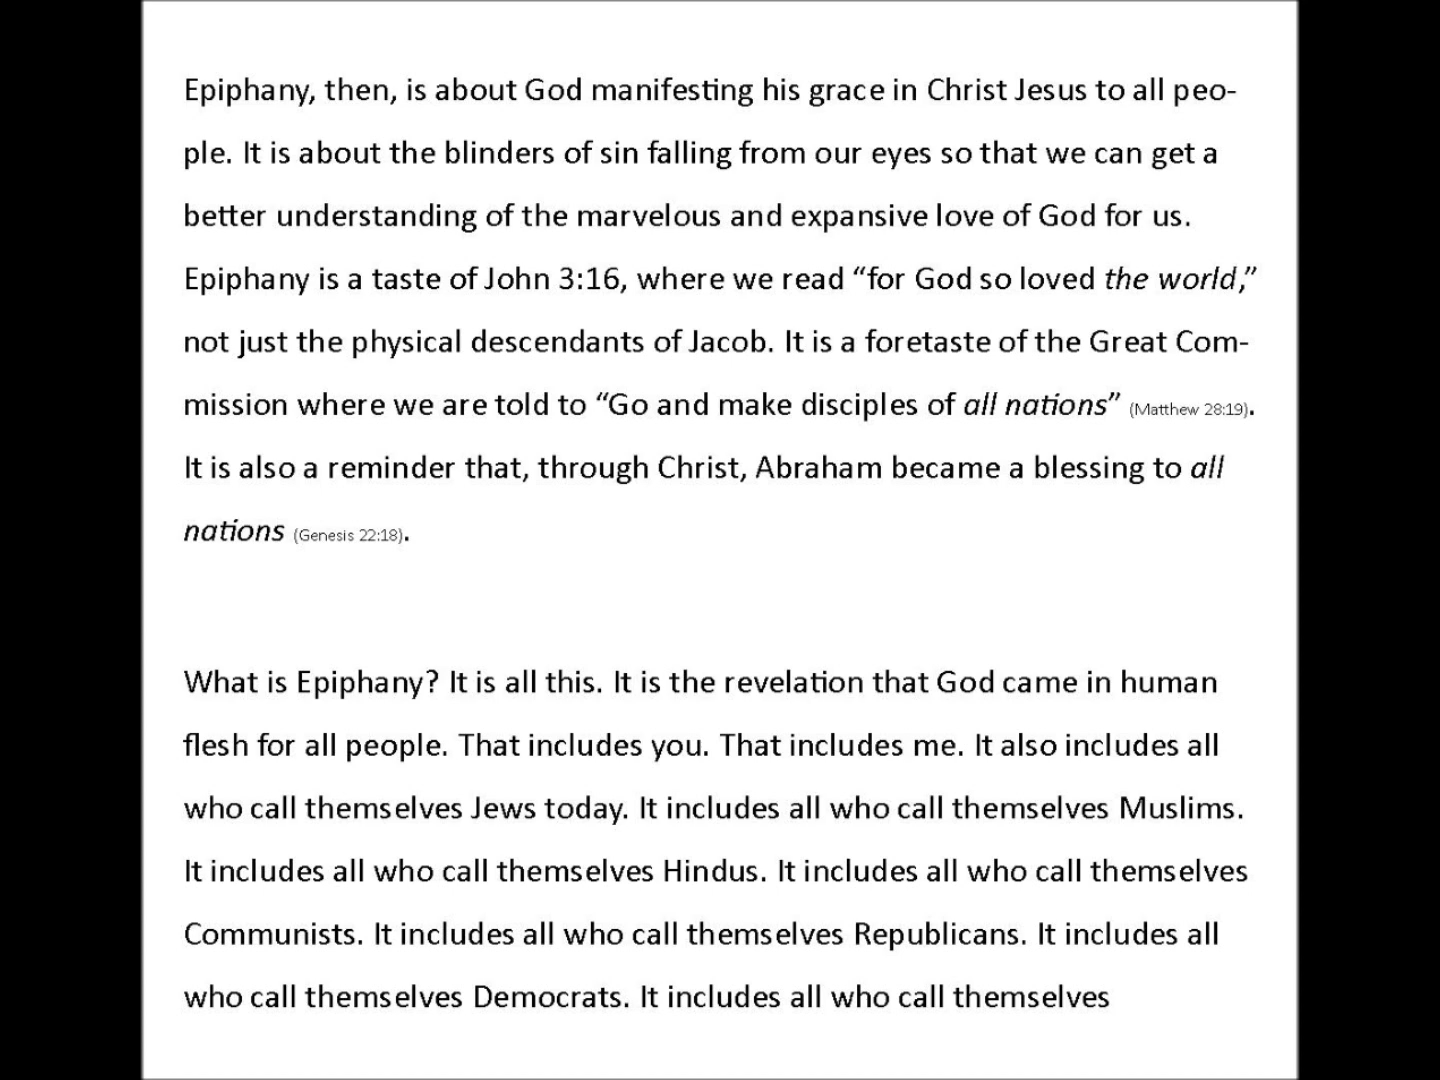 Epiphany, then, is about God manifesting his grace in Christ Jesus to all peo-
ple. It is about the blinders of sin falling from our eyes so that we can get a
better understanding of the marvelous and expansive love of God for us.
Epiphany is a taste of John 3:16, where we read “for God so loved the world,”
not just the physical descendants of Jacob. It is a foretaste of the Great Com-
mission where we are told to “Go and make disciples of all nations” (Matthew 28:19).
It is also a reminder that, through Christ, Abraham became a blessing to all
nations (Genesis 22:18).
What is Epiphany? It is all this. It is the revelation that God came in human
flesh for all people. That includes you. That includes me. It also includes all
who call themselves Jews today. It includes all who call themselves Muslims.
It includes all who call themselves Hindus. It includes all who call themselves
Communists. It includes all who call themselves Republicans. It includes all
who call themselves Democrats. It includes all who call themselves